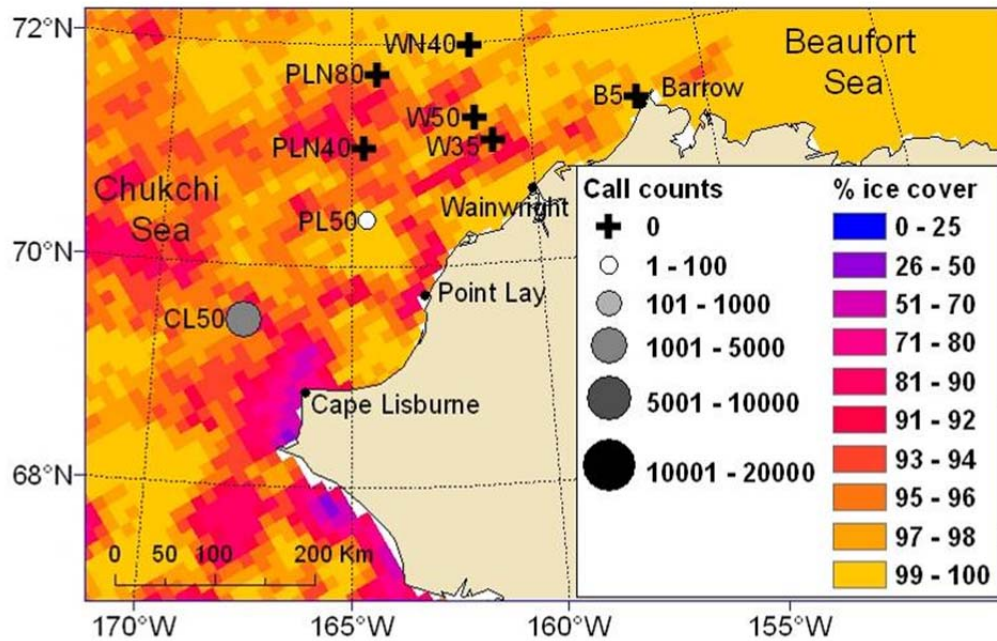 72°N
WN40
PLN80
Beaufort
Sea
B5
Barrow
W50
W35
PLN40
Chukchi
Sea
PL50
Wainwright
70°N
Point Lay
CL50
Cape Lisburne
68°N
0 50 100 200 Km
170°W
165°W
160°W
155°W
Call counts
0
1 - 100
101 - 1000
1001 - 5000
5001 - 10000
10001 - 20000
% ice cover
0 - 25
26 - 50
51 - 70
71 - 80
81 - 90
91 - 92
93 - 94
95 - 96
97 - 98
99 - 100